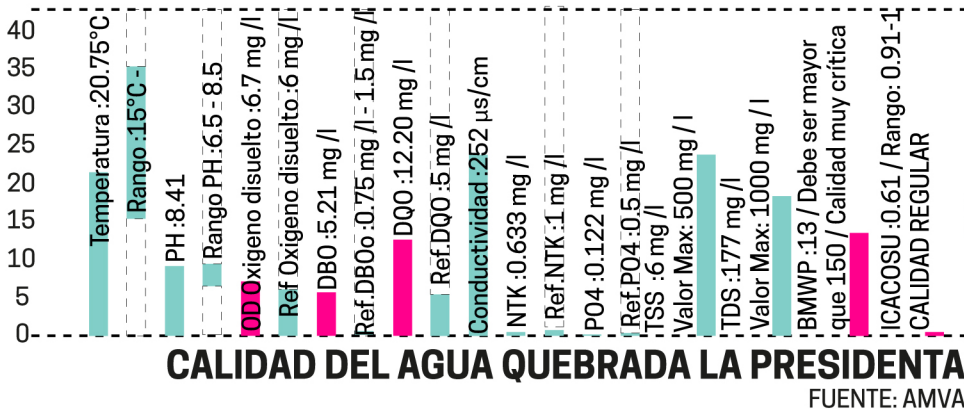 40
35
30
25
20
15
10
5
0
Temperatura :20.75°C
Rango :15°C -
PH :8.41
Rango PH :6.5 - 8.5
OD Oxigeno disuelto :6.7 mg /l
Ref Oxigeno disuelto :6 mg /l
DBO :5.21 mg /l
Ref.DBOo :0.75 mg /l - 1.5 mg /l
DQO :12.20 mg /l
Ref.DQO :5 mg /l
Conductividad :252 µs/cm
NTK :0.633 mg /l
Ref.NTK :1 mg /l
PO4 :0.122 mg /l
Ref.PO4 :0.5 mg /l
TSS :6 mg /l
Valor Max: 500 mg /l
TDS :177 mg /l
Valor Max: 1000 mg /l
BMWP :13 / Debe ser mayor
que 150 / Calidad muy crítica
ICACOSU :0.61 / Rango: 0.91-1
CALIDAD REGULAR
CALIDAD DEL AGUA QUEBRADA LA PRESIDENTA
FUENTE: AMVA